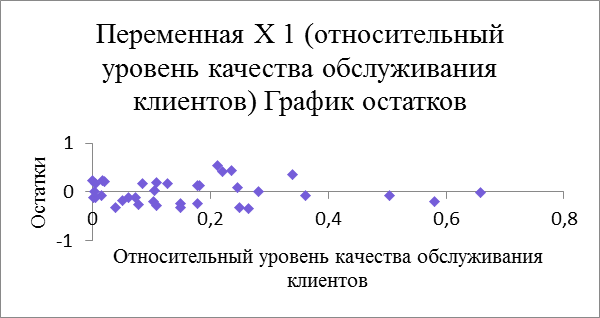 Переменная X 1 (относительный
уровень качества обслуживания
клиентов) График остатков
1
0
-1
Остатки
0
0,2
0,4
0,6
0,8
Относительный уровень качества обслуживания
клиентов